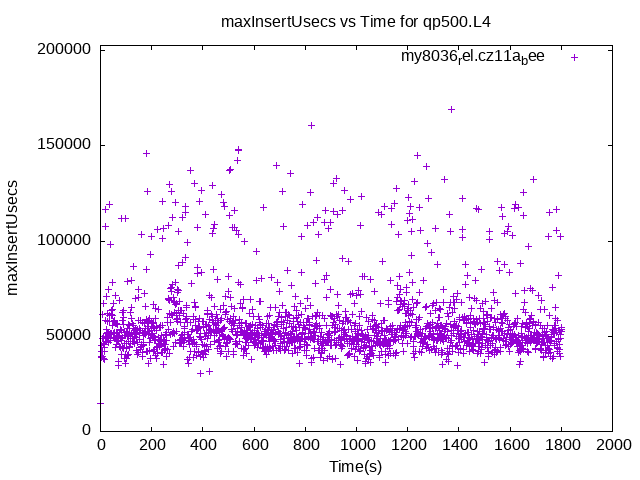 maxInsertUsecs vs Time for qp500.L4
200000
my8036rel.cz11abee
150000
maxInsertUsecs
100000
50000
0
0 200 400 600 800 1000 1200 1400 1600 1800 2000
Time(s)